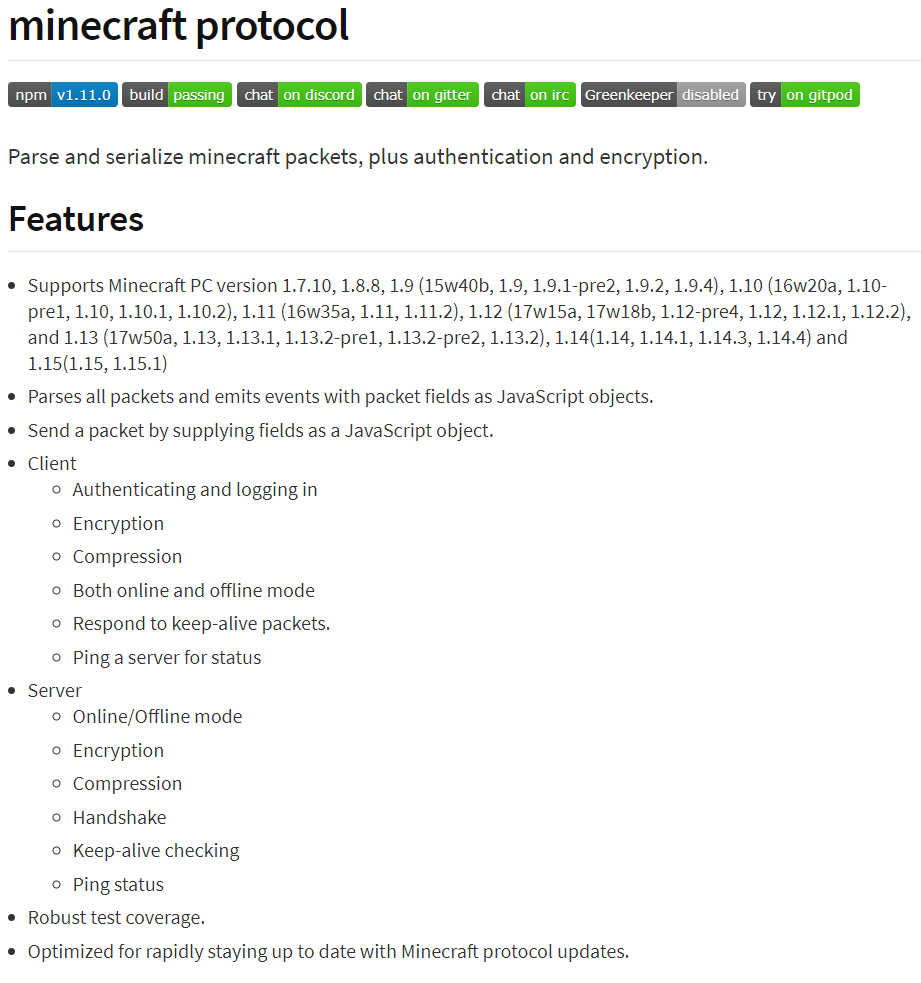 minecraft protocol
npm v1.11.0 build passing chat on discord chat on gitter chat on irc Greenkeeper disabled try on gitpod
Parse and serialize minecraft packets, plus authentication and encryption.
Features
• Supports Minecraft PC version 1.7.10, 1.8.8, 1.9 (15w40b, 1.9, 1.9.1-pre2, 1.9.2, 1.9.4), 1.10 (16w20a, 1.10-
pre1, 1.10, 1.10.1, 1.10.2), 1.11 (16w35a, 1.11, 1.11.2), 1.12 (17w15a, 17w18b, 1.12-pre4, 1.12, 1.12.1, 1.12.2),
and 1.13 (17w50a, 1.13, 1.13.1, 1.13.2-pre1, 1.13.2-pre2, 1.13.2), 1.14(1.14, 1.14.1, 1.14.3, 1.14.4) and
1.15(1.15, 1.15.1)
• Parses all packets and emits events with packet fields as JavaScript objects.
• Send a packet by supplying fields as a JavaScript object.
• Client
◦ Authenticating and logging in
◦ Encryption
◦ Compression
◦ Both online and offline mode
◦ Respond to keep-alive packets.
◦ Ping a server for status
• Server
◦ Online/Offline mode
◦ Encryption
◦ Compression
◦ Handshake
◦ Keep-alive checking
◦ Ping status
• Robust test coverage.
• Optimized for rapidly staying up to date with Minecraft protocol updates.